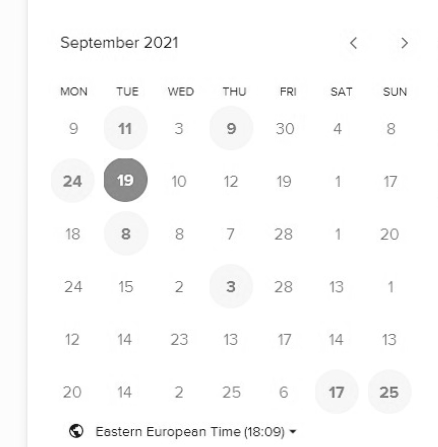 September 2021
MON TUE WED THU FRI SAT SUN
9 11 3 9 30 4 8
24 19 10 12 19 1 17
18 8 8 7 28 1 20
24 15 2 3 28 13 1
12 14 23 13 17 14 13
20 14 2 25 6 17 25
Eastern European Time (18:09)